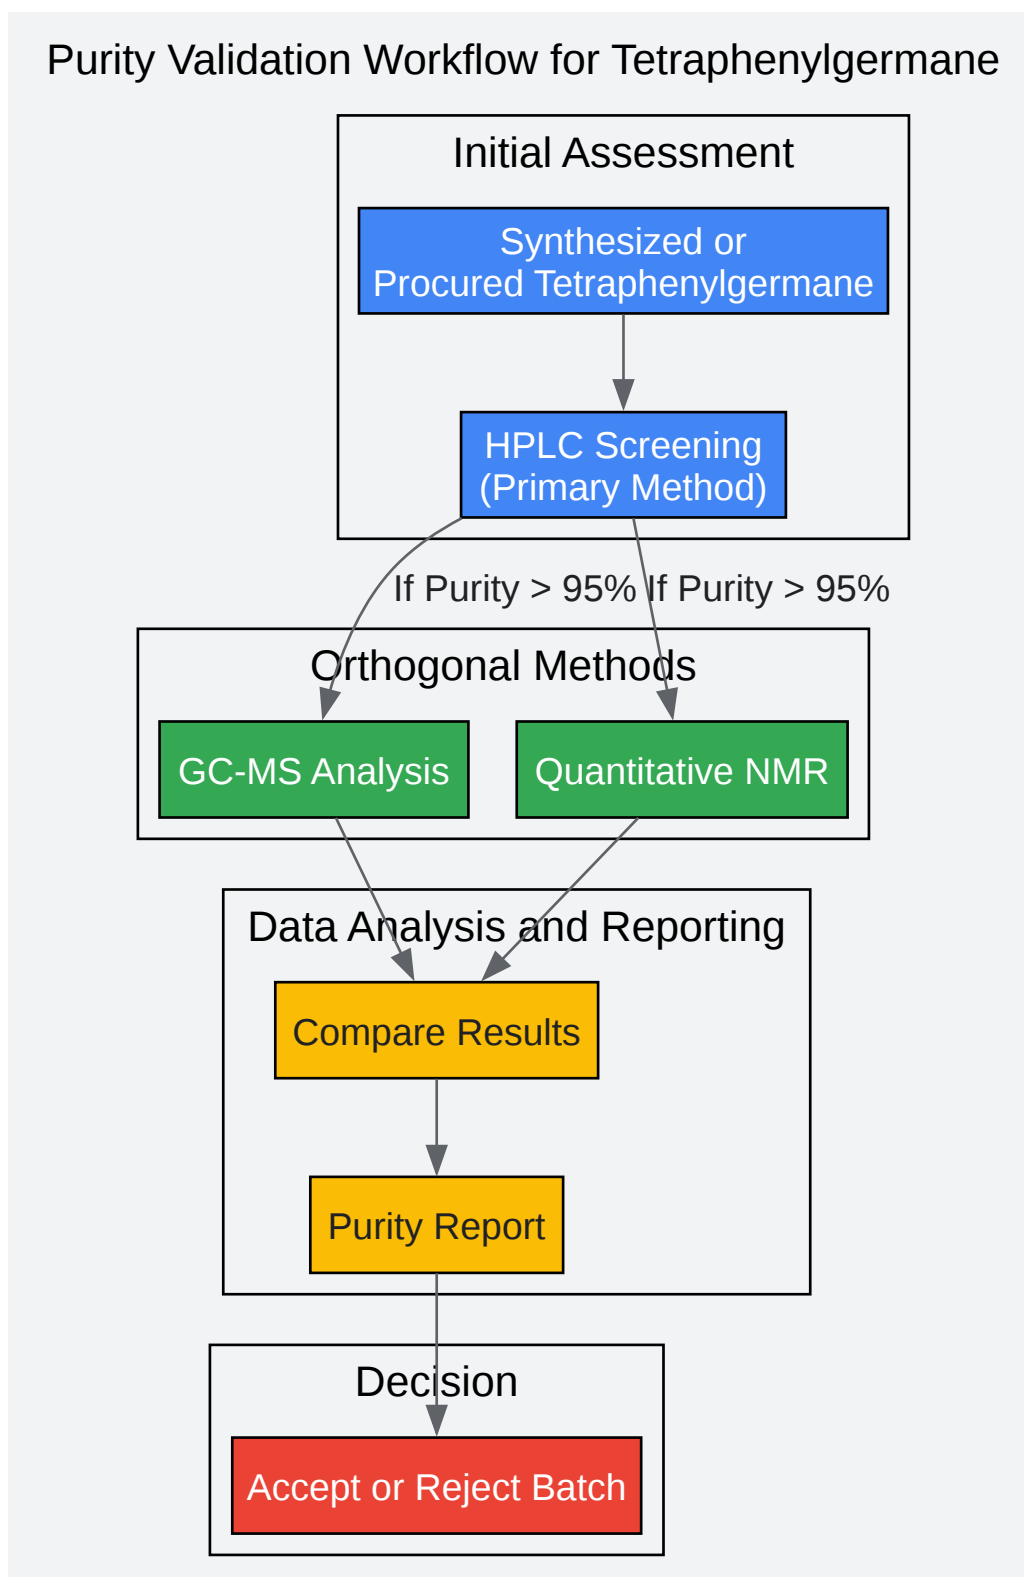 Purity Validation Workflow for Tetraphenylgermane
Initial Assessment
Synthesized or
Procured Tetraphenylgermane
HPLC Screening
(Primary Method)
If Purity > 95%
If Purity > 95%
Orthogonal Methods
GC-MS Analysis
Quantitative NMR
Data Analysis and Reporting
Compare Results
Purity Report
Decision
Accept or Reject Batch